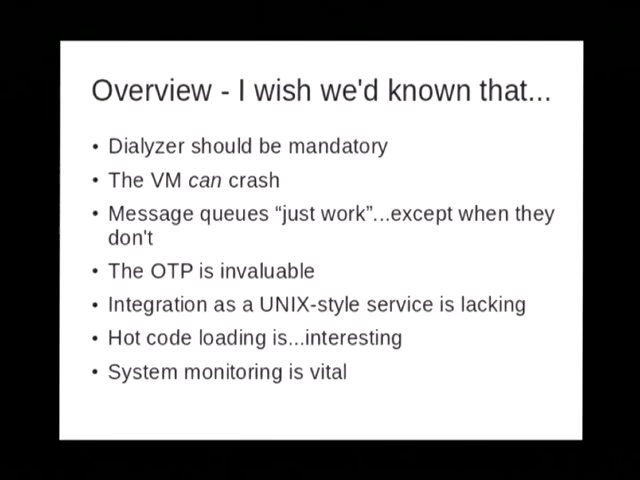 Overview - I wish we'd known that...
• Dialyzer should be mandatory
• The VM can crash
• Message queues “just work”...except when they
don't
• The OTP is invaluable
• Integration as a UNIX-style service is lacking
• Hot code loading is...interesting
• System monitoring is vital